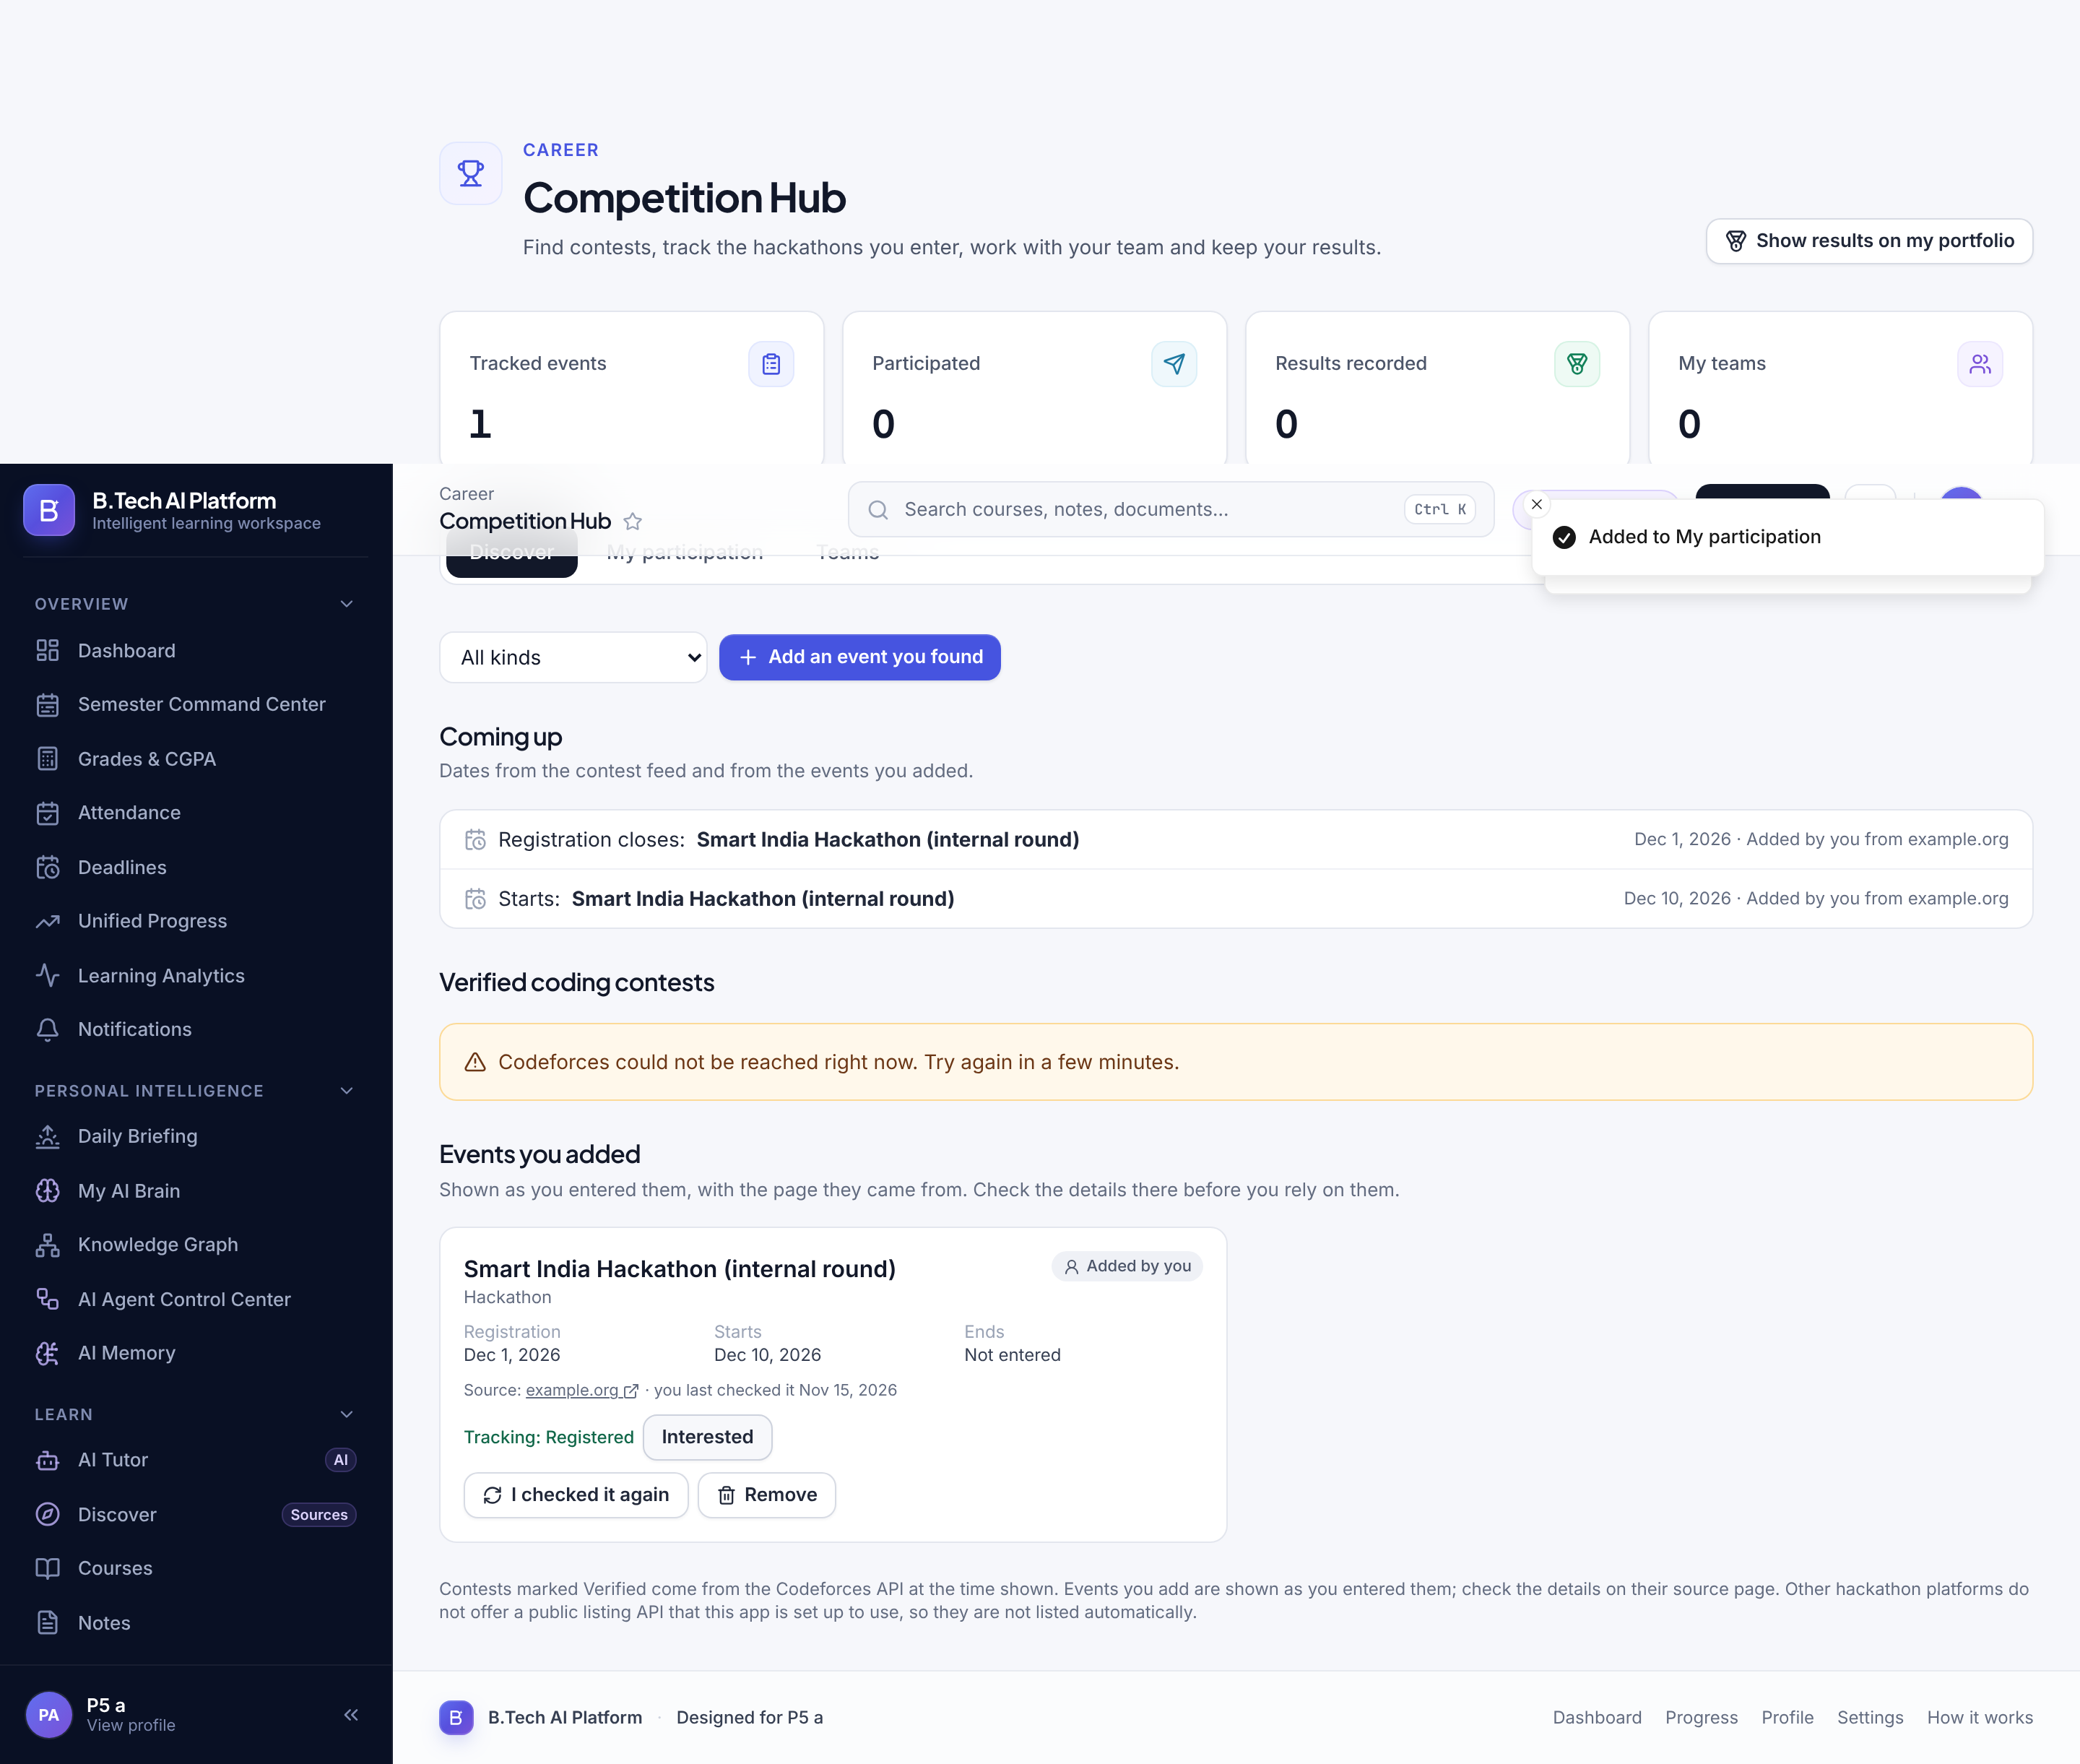 CAREER
Competition Hub
Find contests, track the hackathons you enter, work with your team and keep your results.
Show results on my portfolio
Tracked events
1
Participated
0
Results recorded
0
My teams
0
B.Tech AI Platform
Intelligent learning workspace
OVERVIEW
Dashboard
Semester Command Center
Grades & CGPA
Attendance
Deadlines
Unified Progress
Learning Analytics
Notifications
PERSONAL INTELLIGENCE
Daily Briefing
My AI Brain
Knowledge Graph
AI Agent Control Center
AI Memory
LEARN
AI Tutor
AI
Discover
Sources
Courses
Notes
PA
P5 a
View profile
Career
Competition Hub
Search courses, notes, documents...
Ctrl K
Added to My participation
Discover
My participation
Teams
All kinds
Add an event you found
Coming up
Dates from the contest feed and from the events you added.
Registration closes: Smart India Hackathon (internal round)
Dec 1, 2026 · Added by you from example.org
Starts: Smart India Hackathon (internal round)
Dec 10, 2026 · Added by you from example.org
Verified coding contests
Codeforces could not be reached right now. Try again in a few minutes.
Events you added
Shown as you entered them, with the page they came from. Check the details there before you rely on them.
Smart India Hackathon (internal round)
Added by you
Hackathon
Registration
Dec 1, 2026
Starts
Dec 10, 2026
Ends
Not entered
Source: example.org · you last checked it Nov 15, 2026
Tracking: Registered
Interested
I checked it again
Remove
Contests marked Verified come from the Codeforces API at the time shown. Events you add are shown as you entered them; check the details on their source page. Other hackathon platforms do
not offer a public listing API that this app is set up to use, so they are not listed automatically.
B
B.Tech AI Platform · Designed for P5 a
Dashboard
Progress
Profile
Settings
How it works